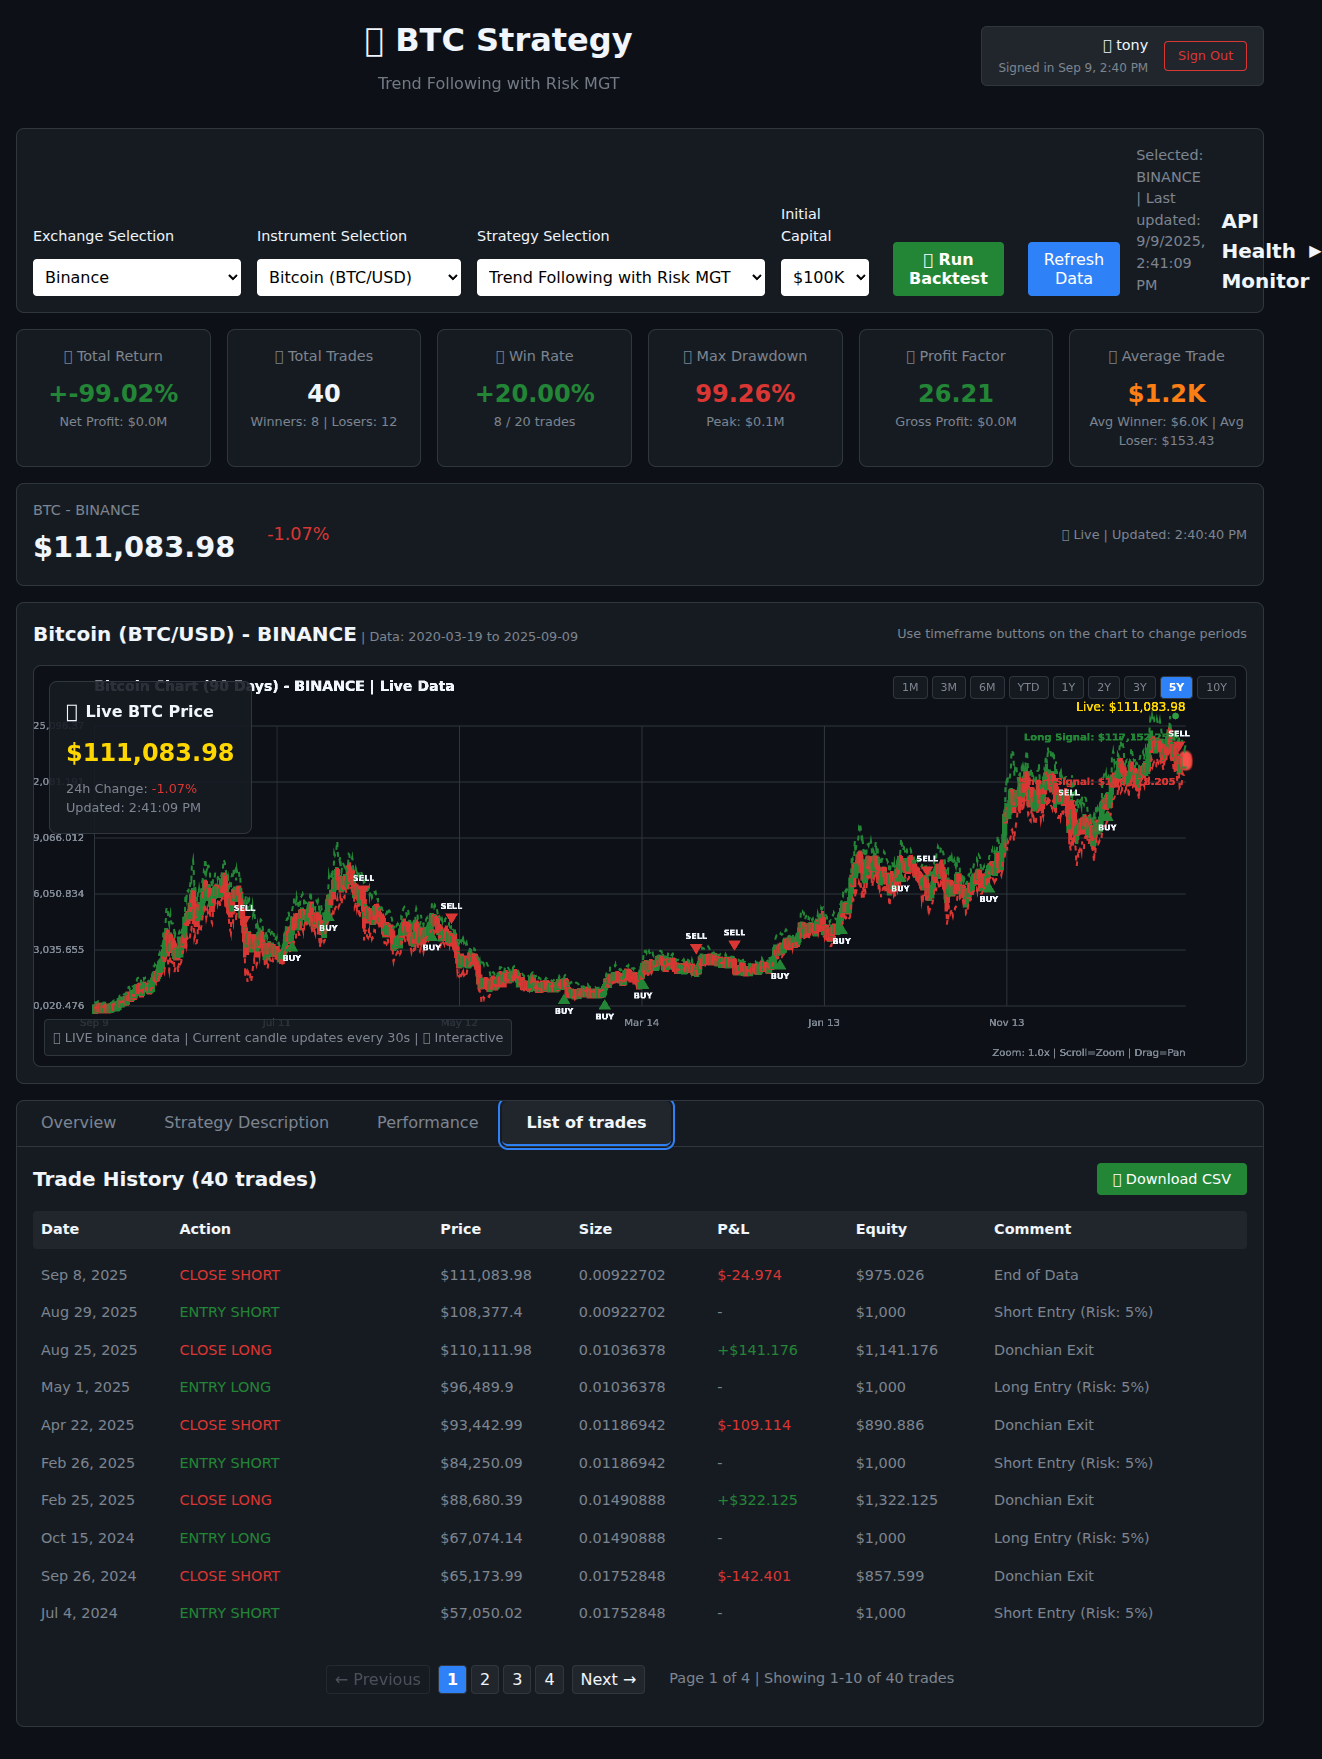 BTC Strategy
Trend Following with Risk MGT
tony
Signed in Sep 9, 2:40 PM
Sign Out
Exchange Selection
Binance
Instrument Selection
Bitcoin (BTC/USD)
Strategy Selection
Trend Following with Risk MGT
Initial
Capital
$100K
Run
Backtest
Refresh
Data
Selected:
BINANCE
| Last
updated:
9/9/2025,
2:41:09
PM
API
Health ▶
Monitor
Total Return
+-99.02%
Net Profit: $0.0M
Total Trades
40
Winners: 8 | Losers: 12
Win Rate
+20.00%
8 / 20 trades
Max Drawdown
99.26%
Peak: $0.1M
Profit Factor
26.21
Gross Profit: $0.0M
Average Trade
$1.2K
Avg Winner: $6.0K | Avg
Loser: $153.43
BTC - BINANCE
$111,083.98
-1.07%
Live | Updated: 2:40:40 PM
Bitcoin (BTC/USD) - BINANCE | Data: 2020-03-19 to 2025-09-09
Use timeframe buttons on the chart to change periods
Bitcoin Chart (90 Days) - BINANCE | Live Data
1M 3M 6M YTD 1Y 2Y 3Y 5Y 10Y
Live: $111,083.98
Live BTC Price
$111,083.98
24h Change: -1.07%
Updated: 2:41:09 PM
Long Signal: $117,152
SELL
Signal:
SELL
BUY
9,066.012
6,050.834
3,035.655
0,020.476
SELL
BUY
BUY
SELL
BUY
SELL
BUY
BUY
BUY
SELL
SELL
BUY
BUY
BUY
SELL
BUY
Sep 9
Jul 11
May 12
Mar 14
Jan 13
Nov 13
LIVE binance data | Current candle updates every 30s | Interactive
Zoom: 1.0x | Scroll=Zoom | Drag=Pan
Overview Strategy Description Performance List of trades
Trade History (40 trades)
Download CSV
Date Action Price Size P&L Equity Comment
Sep 8, 2025 CLOSE SHORT $111,083.98 0.00922702 $-24.974 $975.026 End of Data
Aug 29, 2025 ENTRY SHORT $108,377.4 0.00922702 - $1,000 Short Entry (Risk: 5%)
Aug 25, 2025 CLOSE LONG $110,111.98 0.01036378 +$141.176 $1,141.176 Donchian Exit
May 1, 2025 ENTRY LONG $96,489.9 0.01036378 - $1,000 Long Entry (Risk: 5%)
Apr 22, 2025 CLOSE SHORT $93,442.99 0.01186942 $-109.114 $890.886 Donchian Exit
Feb 26, 2025 ENTRY SHORT $84,250.09 0.01186942 - $1,000 Short Entry (Risk: 5%)
Feb 25, 2025 CLOSE LONG $88,680.39 0.01490888 +$322.125 $1,322.125 Donchian Exit
Oct 15, 2024 ENTRY LONG $67,074.14 0.01490888 - $1,000 Long Entry (Risk: 5%)
Sep 26, 2024 CLOSE SHORT $65,173.99 0.01752848 $-142.401 $857.599 Donchian Exit
Jul 4, 2024 ENTRY SHORT $57,050.02 0.01752848 - $1,000 Short Entry (Risk: 5%)
← Previous 1 2 3 4 Next → Page 1 of 4 | Showing 1-10 of 40 trades